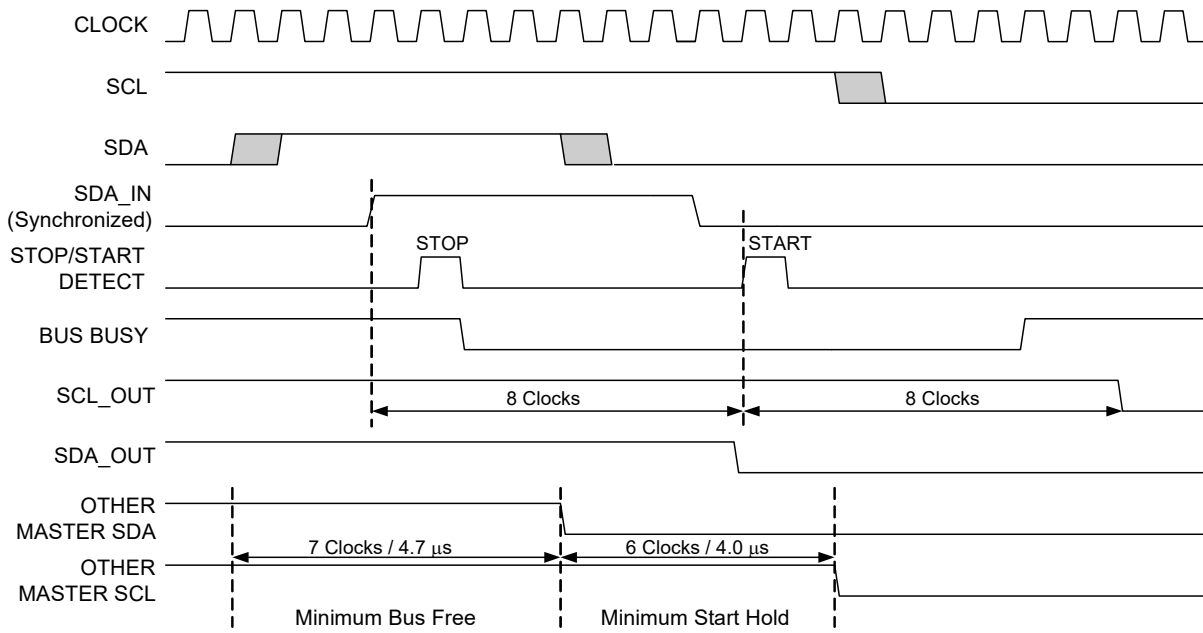 CLOCK
SCL
SDA
SDA_IN
(Synchronized)
STOP/START
DETECT
STOP
START
BUS BUSY
SCL_OUT
8 Clocks
8 Clocks
SDA_OUT
OTHER
MASTER SDA
7 Clocks / 4.7 μs
6 Clocks / 4.0 μs
OTHER
MASTER SCL
Minimum Bus Free
Minimum Start Hold